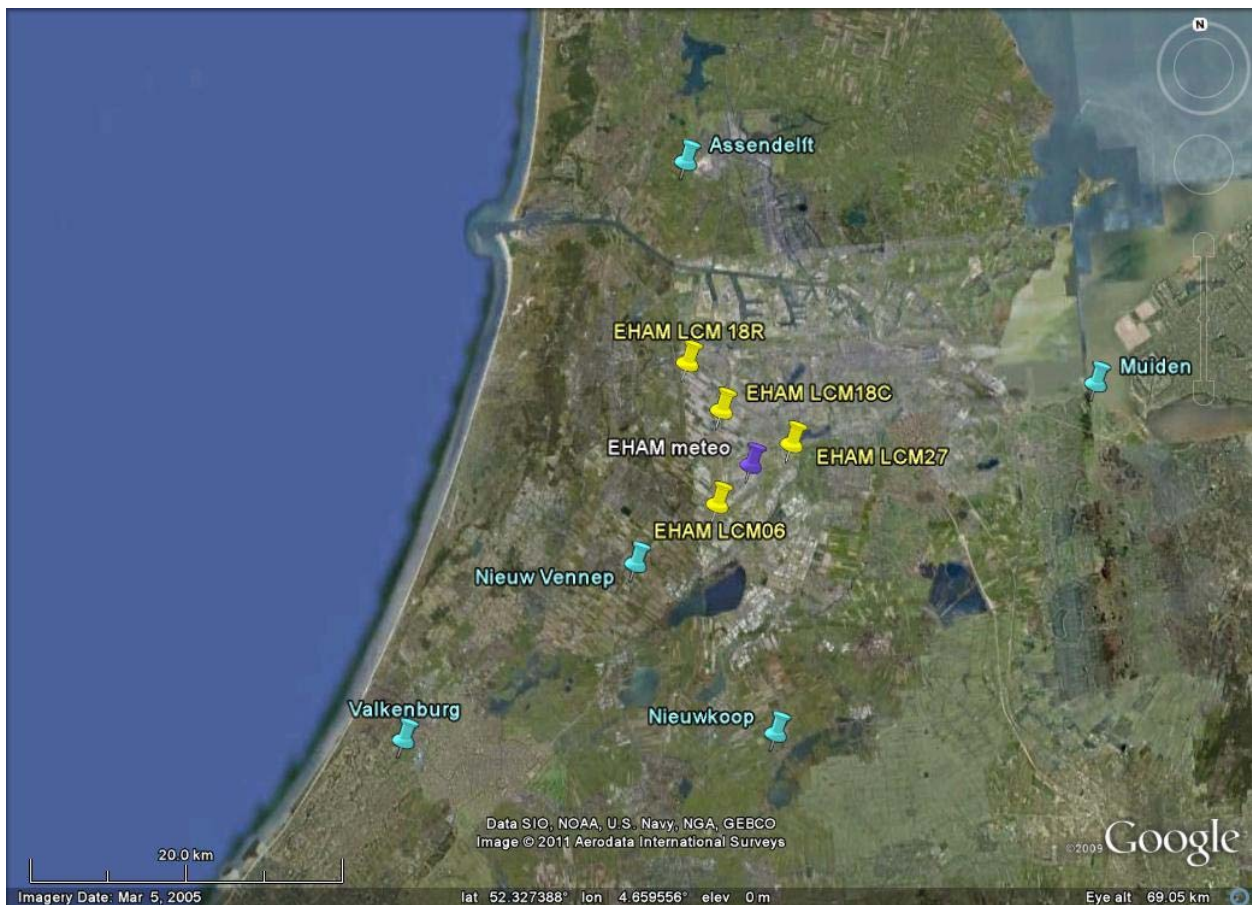 N
Assendelft
EHAM LCM 18R
Muiden
EHAM LCM18C
EHAM meteo
EHAM LCM27
EHAM LCM06
Nieuw Vennep
Valkenburg
Nieuwkoop
Data SIO, NOAA, U.S. Navy, NGA, GEBCO
Image © 2011 Aerodata International Surveys
©2009 Google
20.0 km
Imagery Date: Mar 5, 2005 lat 52.327388° lon 4.659556° elev 0 m Eye alt 69.05 km